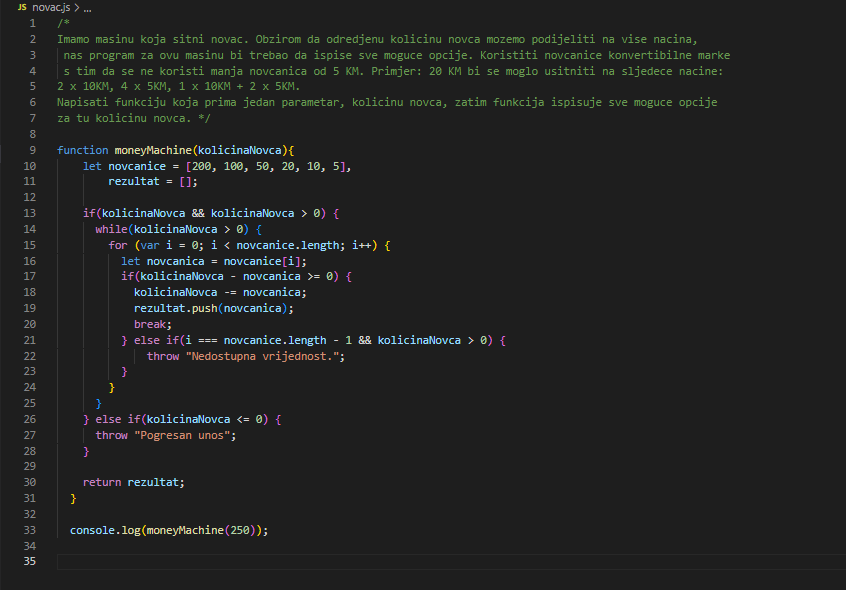 JS novac.js > ...
1 /*
2 Imamo masinu koja sitni novac. Obzirom da odredjenu kolicinu novca mozemo podijeliti na vise nacina,
3  nas program za ovu masinu bi trebao da ispise sve moguce opcije. Koristiti novcanice konvertibilne marke
4  s tim da se ne koristi manja novcanica od 5 KM. Primjer: 20 KM bi se moglo usitniti na sljedece nacine:
5 2 x 10KM, 4 x 5KM, 1 x 10KM + 2 x 5KM.
6 Napisati funkciju koja prima jedan parametar, kolicinu novca, zatim funkcija ispisuje sve moguce opcije
7 za tu kolicinu novca. */
8
9 function moneyMachine(kolicinaNovca){
10     let novcanice = [200, 100, 50, 20, 10, 5],
11         rezultat = [];
12
13     if(kolicinaNovca && kolicinaNovca > 0) {
14       while(kolicinaNovca > 0) {
15         for (var i = 0; i < novcanice.length; i++) {
16           let novcanica = novcanice[i];
17           if(kolicinaNovca - novcanica >= 0) {
18             kolicinaNovca -= novcanica;
19             rezultat.push(novcanica);
20             break;
21           } else if(i === novcanice.length - 1 && kolicinaNovca > 0) {
22               throw "Nedostupna vrijednost.";
23           }
24         }
25       }
26     } else if(kolicinaNovca <= 0) {
27       throw "Pogresan unos";
28     }
29
30     return rezultat;
31   }
32
33   console.log(moneyMachine(250));
34
35